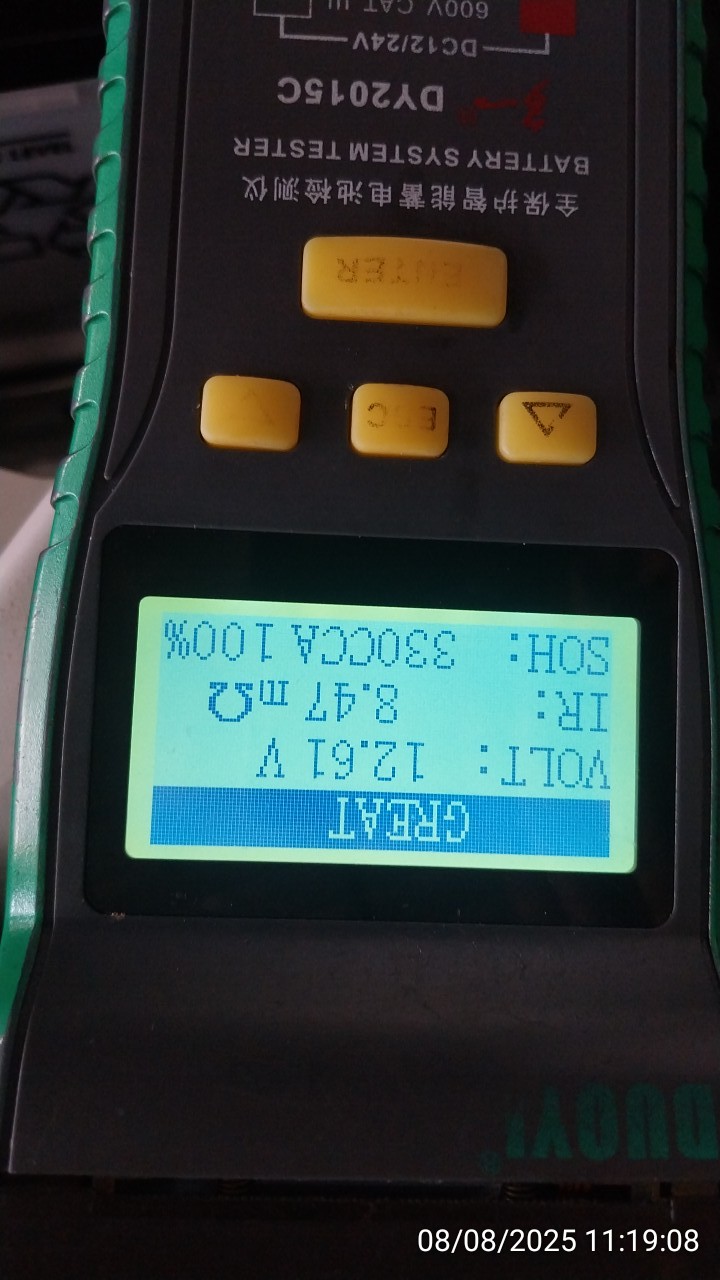 DUOYI®
GREAT
VOLT: 12.61 V
IR: 8.47 mΩ
SOH: 330CCA 100%
ESC
ENTER
全保护智能蓄电池检测仪
BATTERY SYSTEM TESTER
DY2015C
DC12/24V
600V CAT III
08/08/2025 11:19:08